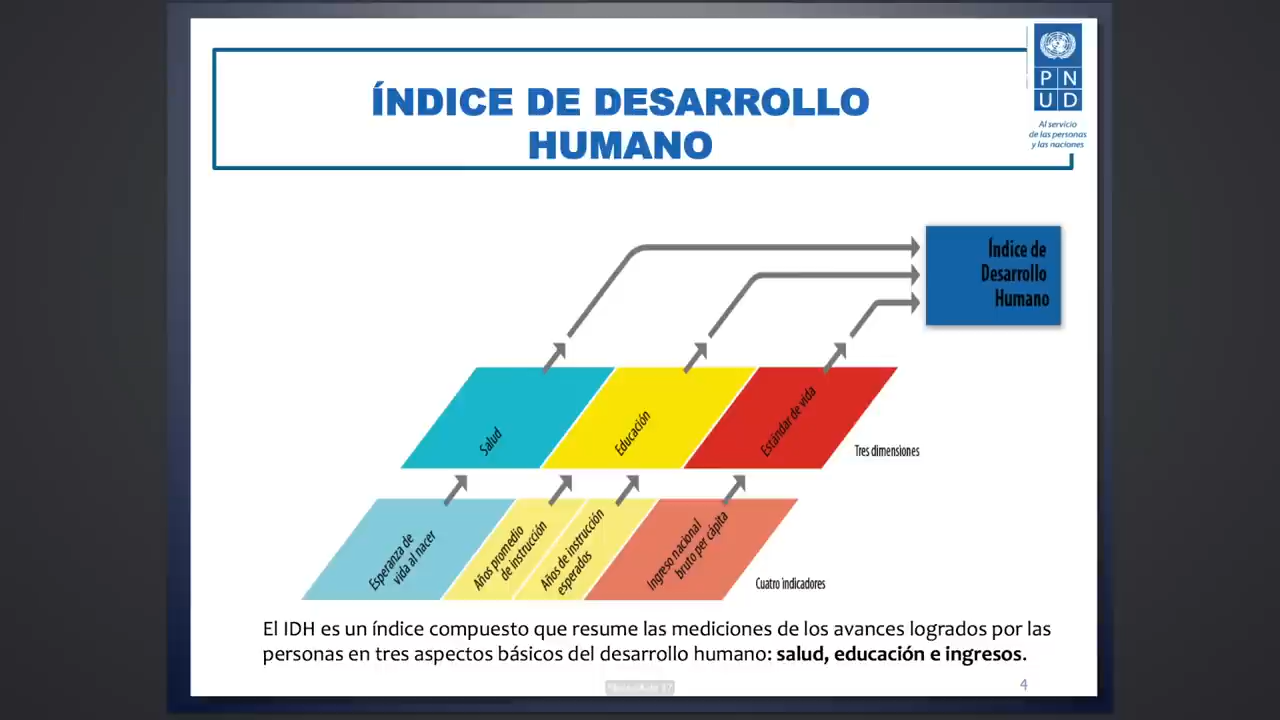 ÍNDICE DE DESARROLLO
HUMANO
P N
U D
Al servicio
de las personas
y las naciones
Índice de
Desarrollo
Humano
Salud
Educación
Estándar de vida
Tres dimensiones
Esperanza de
vida al nacer
Años promedio
de instrucción
Años de instrucción
esperados
Ingreso nacional
bruto per cápita
Cuatro indicadores
El IDH es un índice compuesto que resume las mediciones de los avances logrados por las
personas en tres aspectos básicos del desarrollo humano: salud, educación e ingresos.
4